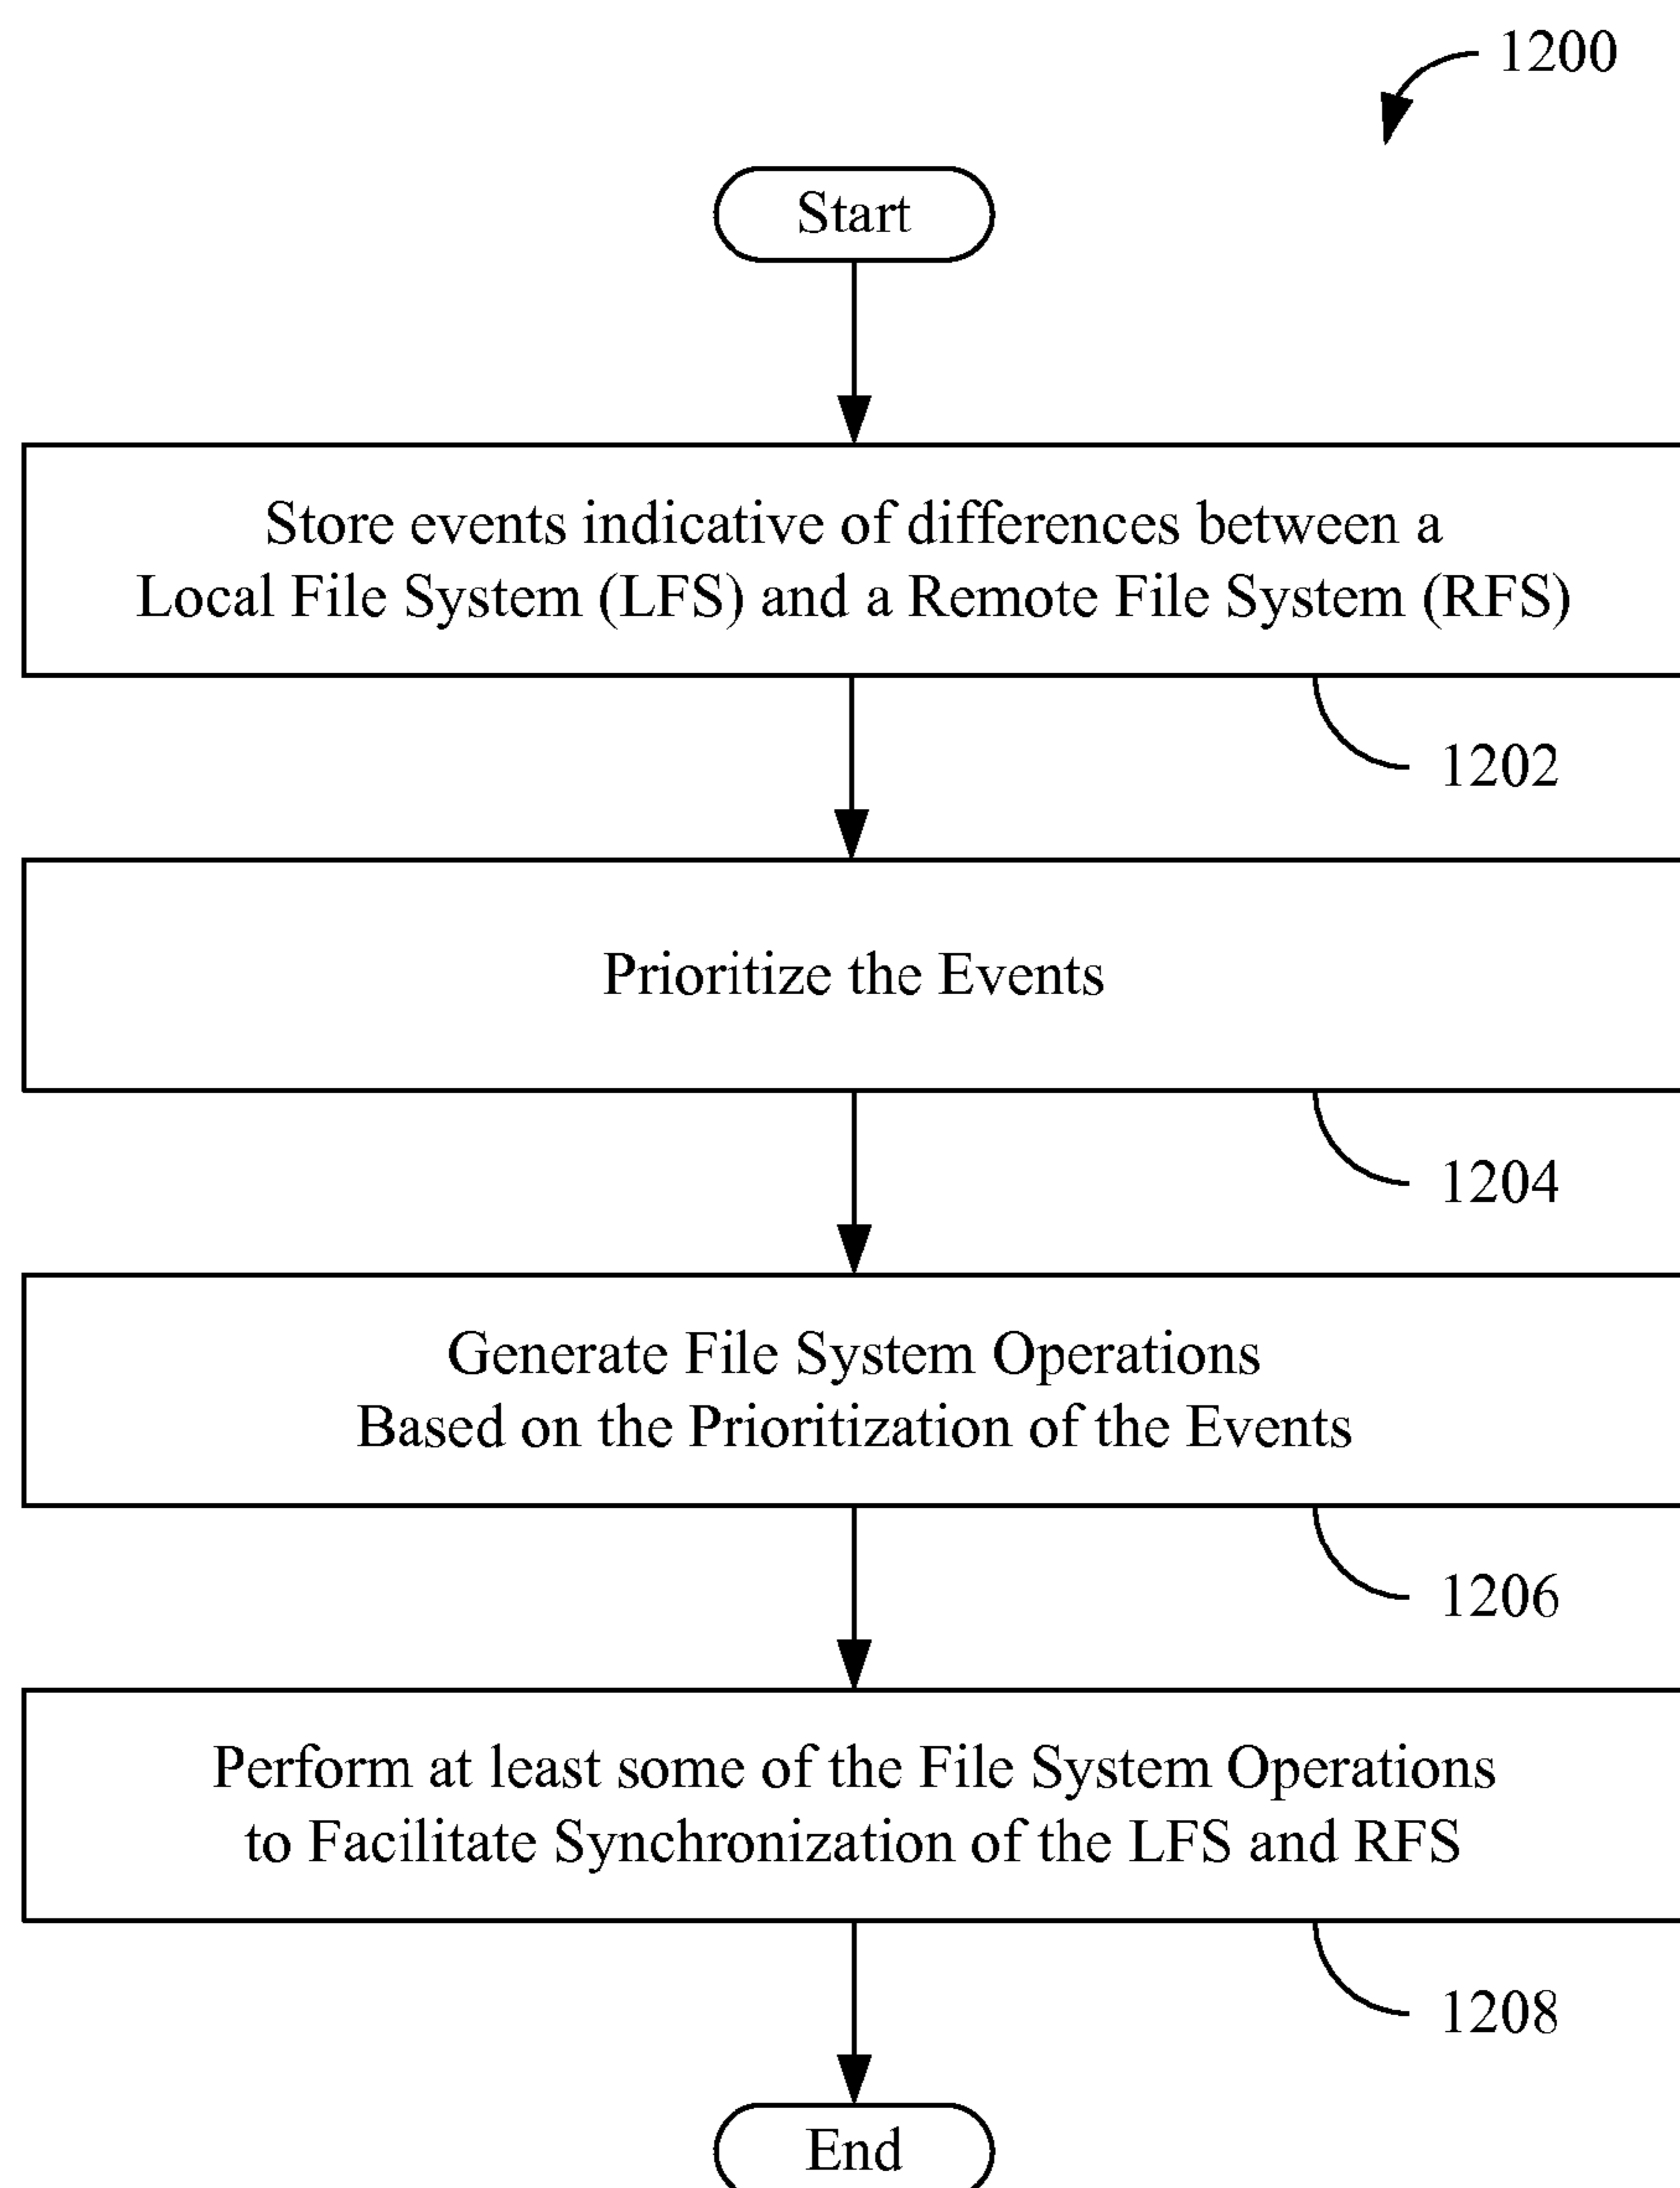 1200
Start
Store events indicative of differences between a
Local File System (LFS) and a Remote File System (RFS)
1202
Prioritize the Events
1204
Generate File System Operations
Based on the Prioritization of the Events
1206
Perform at least some of the File System Operations
to Facilitate Synchronization of the LFS and RFS
1208
End